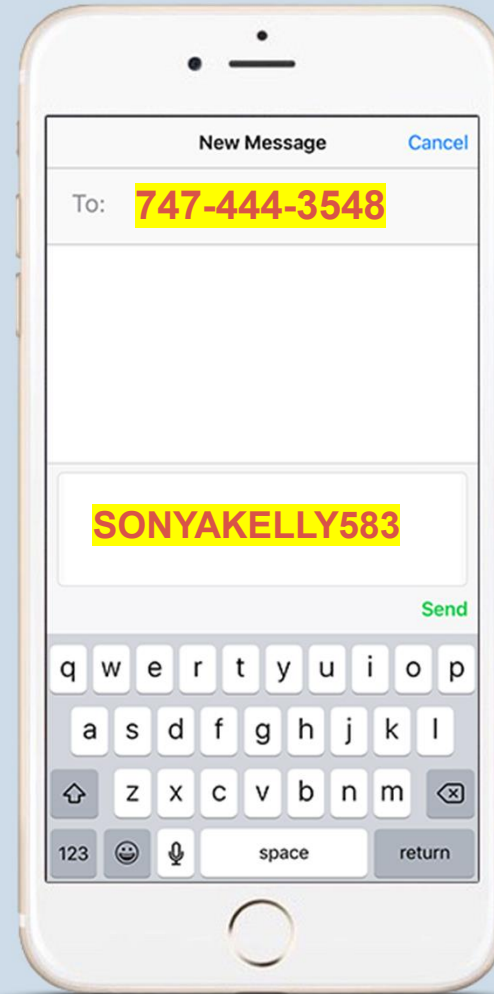 New Message Cancel
To: 747-444-3548
SONYAKELLY583
Send
q w e r t y u i o p
a s d f g h j k l
z x c v b n m
123 space return